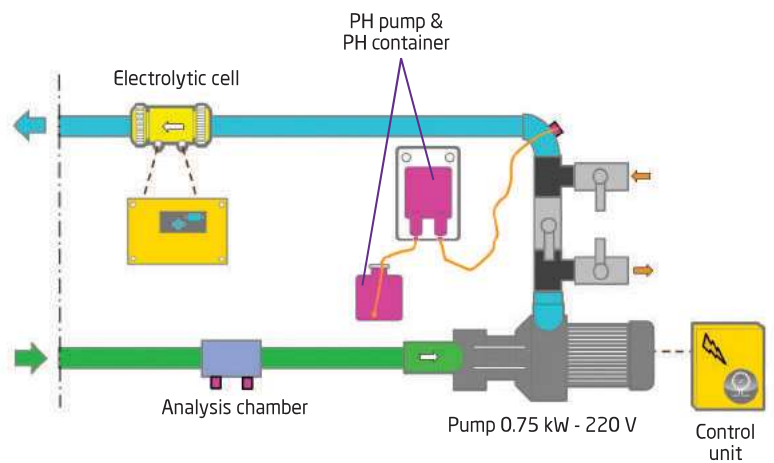 PH pump &
PH container
Electrolytic cell
Analysis chamber
Pump 0.75 kW - 220 V
Control
unit